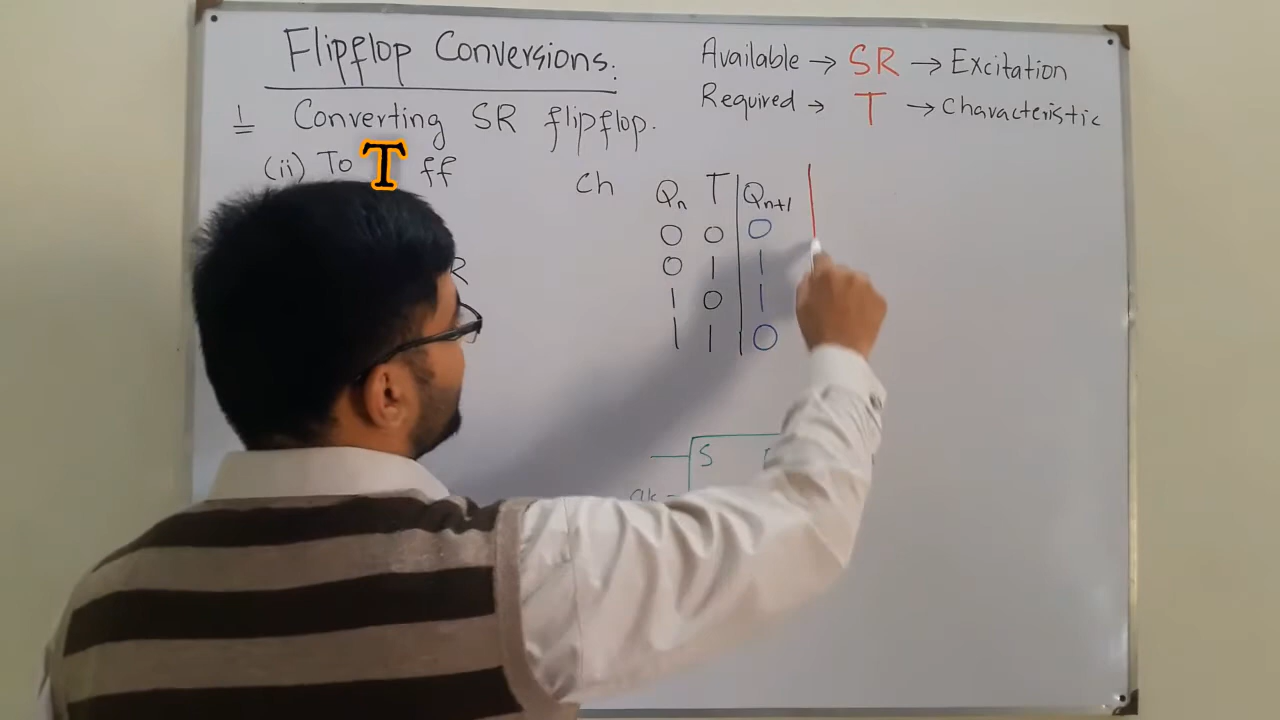 Flipflop Conversions:
Available → SR → Excitation
Required → T → Characteristic
1 Converting SR flipflop.
(ii) To T ff
R
Ch
Qn T Qn+1
0 0 0
0 1 1
1 0 1
1 1 0
S